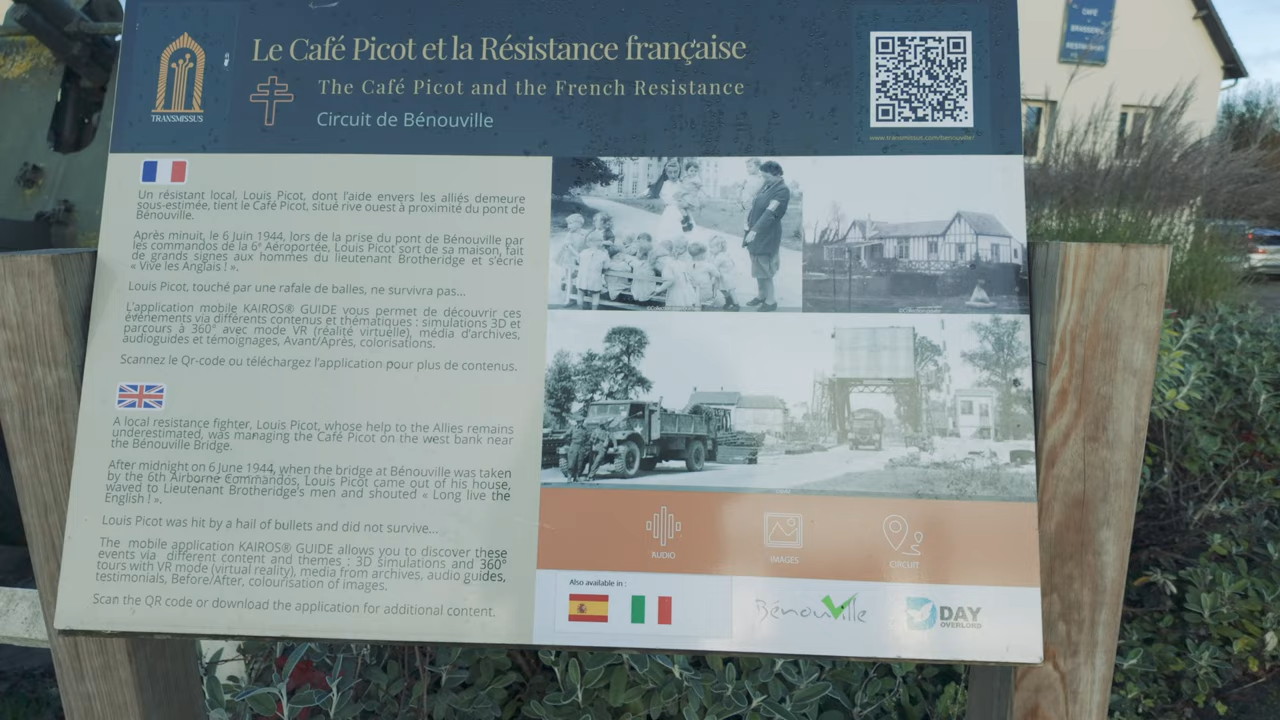 Le Café Picot et la Résistance française
The Café Picot and the French Resistance
Circuit de Bénouville
TRANSMISSUS
www.transmissus.com/benouville/
CAFÉ
BRASSERIE
RESTAURANT
Un résistant local, Louis Picot, dont l'aide envers les alliés demeure
sous-estimée, tient le Café Picot, situé rive ouest à proximité du pont de
Bénouville.
Après minuit, le 6 Juin 1944, lors de la prise du pont de Bénouville par
les commandos de la 6e Aéroportée, Louis Picot sort de sa maison, fait
de grands signes aux hommes du lieutenant Brotheridge et s'écrie
« Vive les Anglais ! ».
Louis Picot, touché par une rafale de balles, ne survivra pas...
L'application mobile KAIROS® GUIDE vous permet de découvrir ces
événements via différents contenus et thématiques : simulations 3D et
parcours à 360° avec mode VR (réalité virtuelle), média d'archives,
audioguides et témoignages, Avant/Après, colorisations.
Scannez le Qr-code ou téléchargez l'application pour plus de contenus.
A local resistance fighter, Louis Picot, whose help to the Allies remains
underestimated, was managing the Café Picot on the west bank near
the Bénouville Bridge.
After midnight on 6 June 1944, when the bridge at Bénouville was taken
by the 6th Airborne Commandos, Louis Picot came out of his house,
waved to Lieutenant Brotheridge's men and shouted « Long live the
English ! ».
Louis Picot was hit by a hail of bullets and did not survive...
The mobile application KAIROS® GUIDE allows you to discover these
events via different content and themes : 3D simulations and 360°
tours with VR mode (virtual reality), media from archives, audio guides,
testimonials, Before/After, colourisation of images.
Scan the QR code or download the application for additional content.
AUDIO
IMAGES
CIRCUIT
Also available in :
Bénouville
DAY
OVERLORD